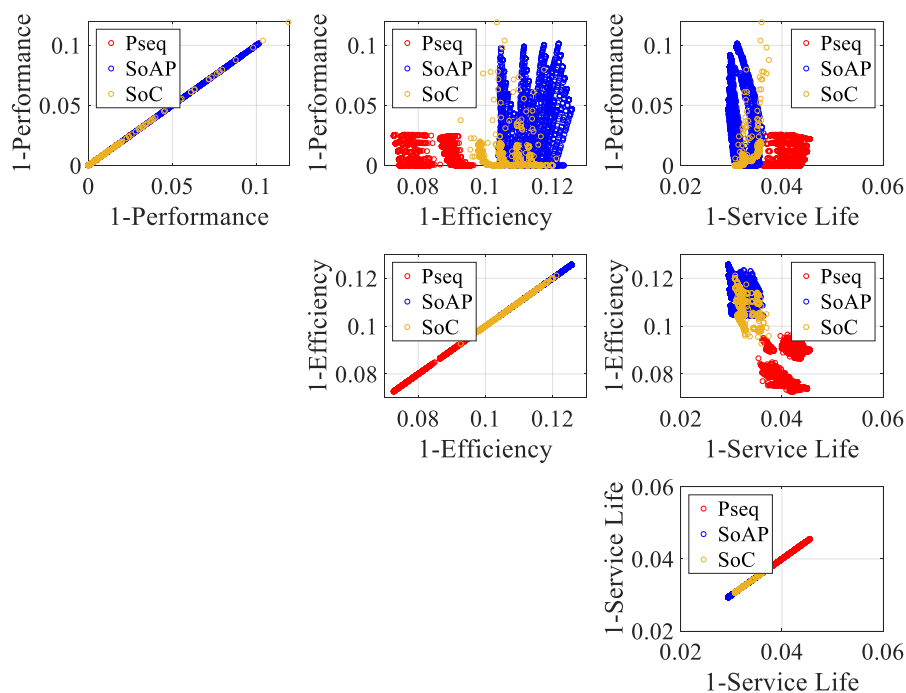 1-Performance
0.1
0.05
0
Pseq
SoAP
SoC
0
0.05
0.1
1-Performance
1-Performance
0.1
0.05
0
Pseq
SoAP
SoC
0.08
0.1
0.12
1-Efficiency
1-Performance
0.1
0.05
0
Pseq
SoAP
SoC
0.02
0.04
0.06
1-Service Life
1-Efficiency
0.12
0.1
0.08
Pseq
SoAP
SoC
0.08
0.1
0.12
1-Efficiency
1-Efficiency
0.12
0.1
0.08
Pseq
SoAP
SoC
0.02
0.04
0.06
1-Service Life
1-Service Life
0.06
0.04
0.02
Pseq
SoAP
SoC
0.02
0.04
0.06
1-Service Life